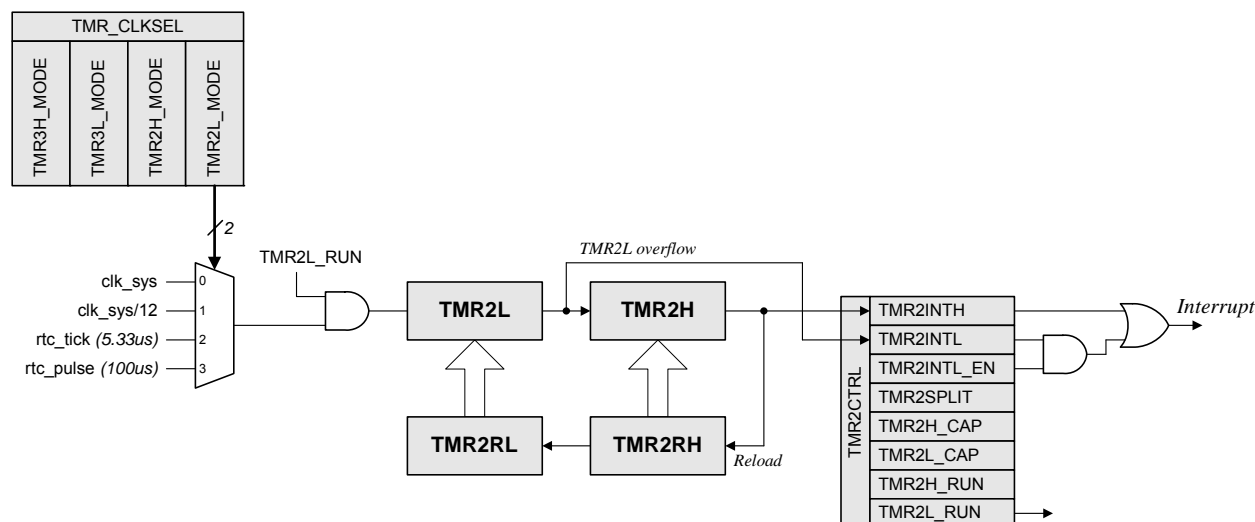 TMR_CLKSEL
TMR3H_MODE
TMR3L_MODE
TMR2H_MODE
TMR2L_MODE
2
TMR2L_RUN
TMR2L overflow
clk_sys 0
clk_sys/12 1
rtc_tick (5.33us) 2
rtc_pulse (100us) 3
TMR2L
TMR2H
TMR2RL
TMR2RH
Reload
TMR2CTRL
TMR2INTH
TMR2INTL
TMR2INTL_EN
TMR2SPLIT
TMR2H_CAP
TMR2L_CAP
TMR2H_RUN
TMR2L_RUN
Interrupt